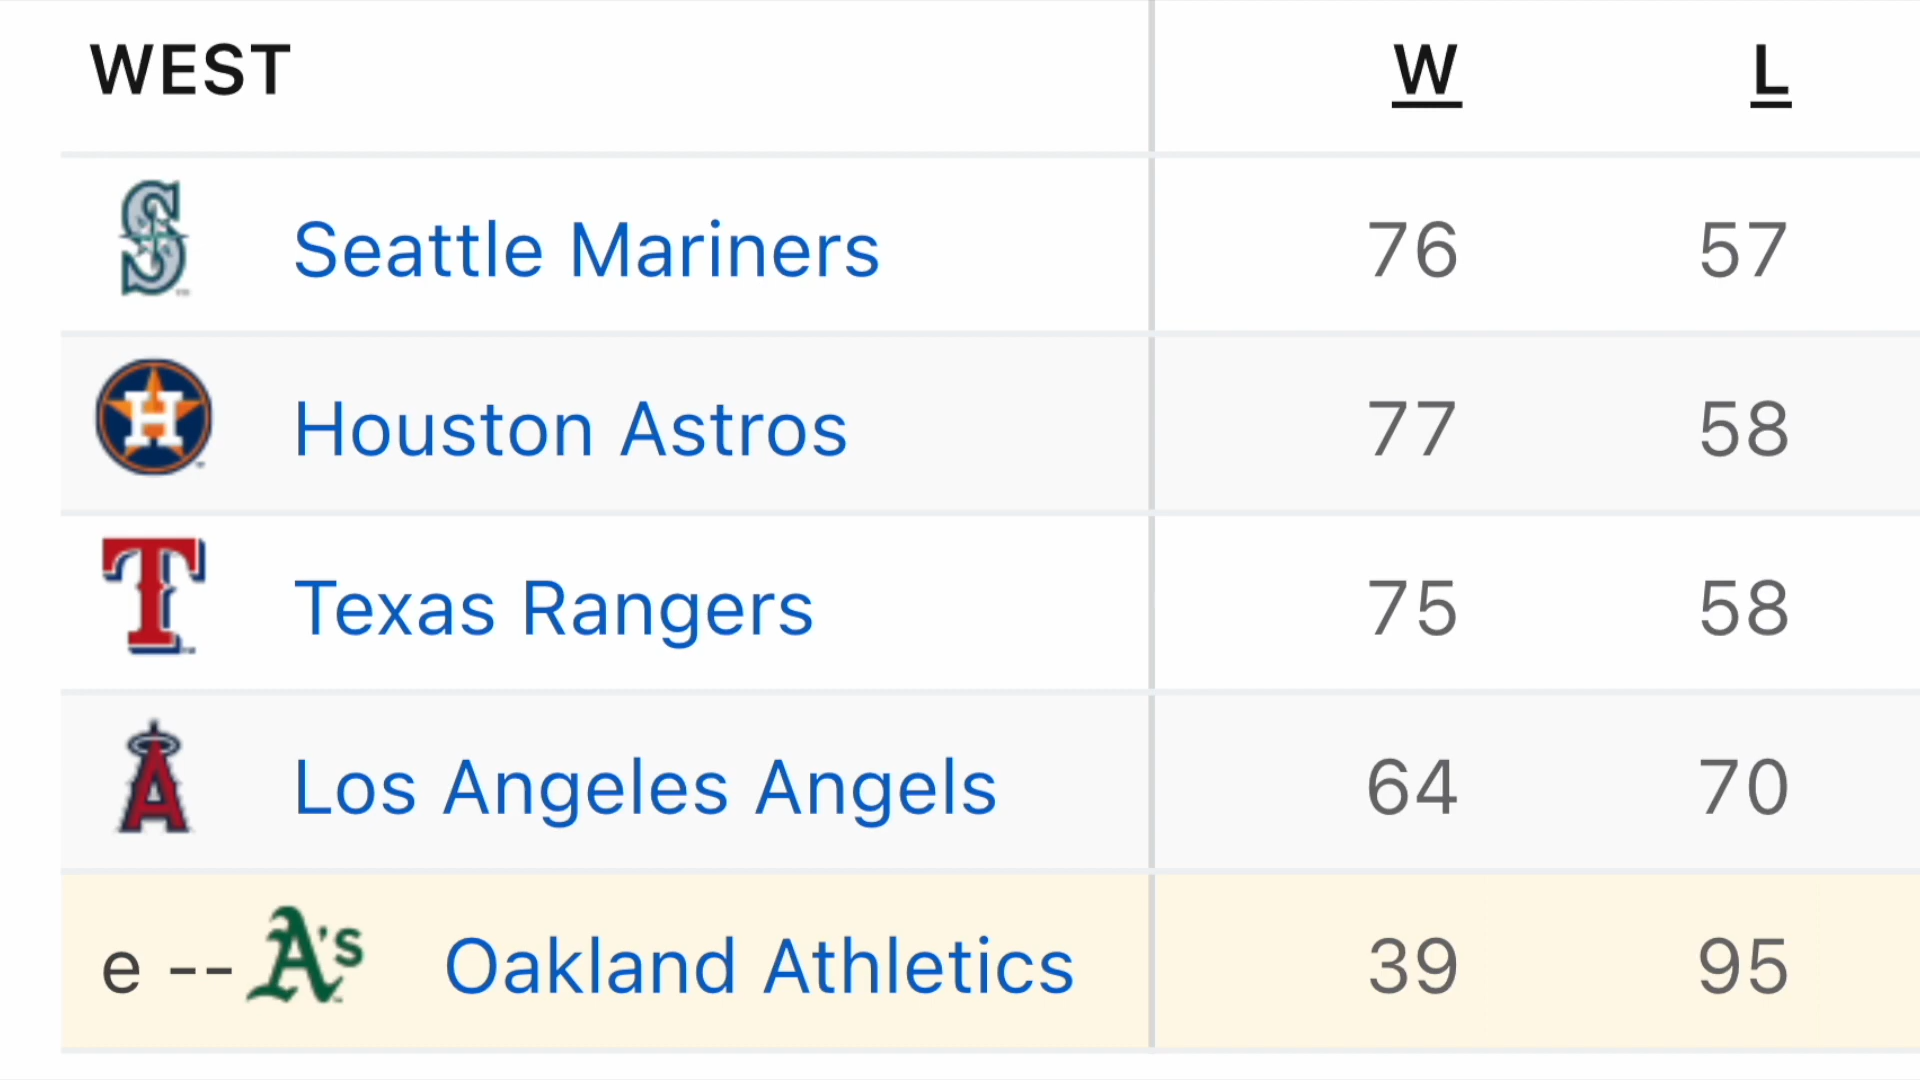 WEST W L
Seattle Mariners 76 57
Houston Astros 77 58
Texas Rangers 75 58
Los Angeles Angels 64 70
e -- A's Oakland Athletics 39 95